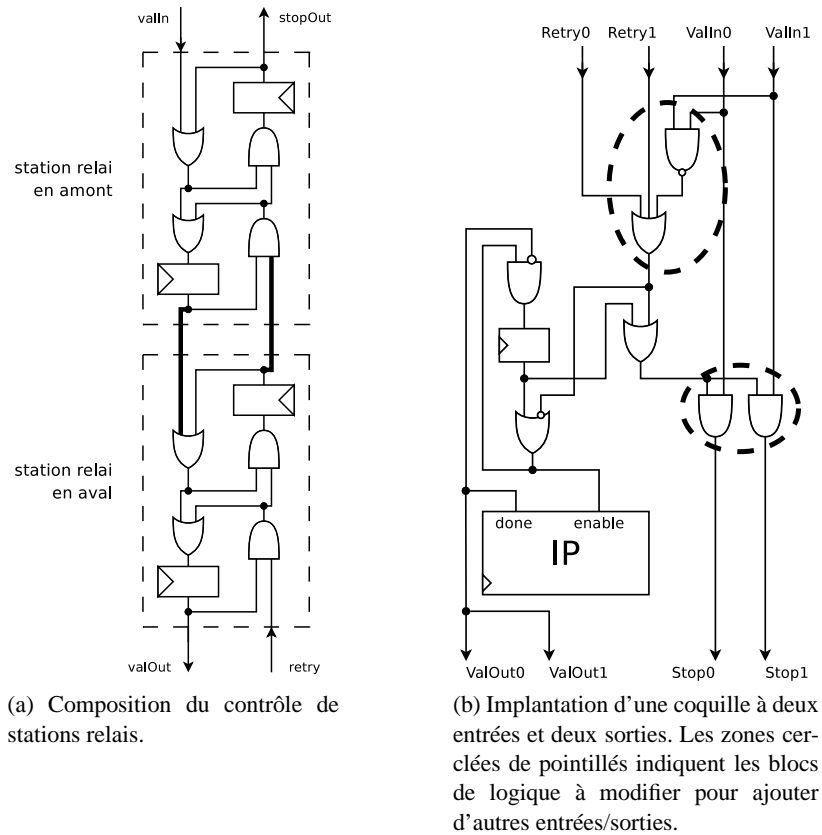 valIn
stopOut
station relai
en amont
station relai
en aval
valOut
retry
(a) Composition du contrôle de
stations relais.
Retry0
Retry1
ValIn0
ValIn1
done
enable
IP
ValOut0
ValOut1
Stop0
Stop1
(b) Implantation d'une coquille à deux
entrées et deux sorties. Les zones cer-
clées de pointillés indiquent les blocs
de logique à modifier pour ajouter
d'autres entrées/sorties.